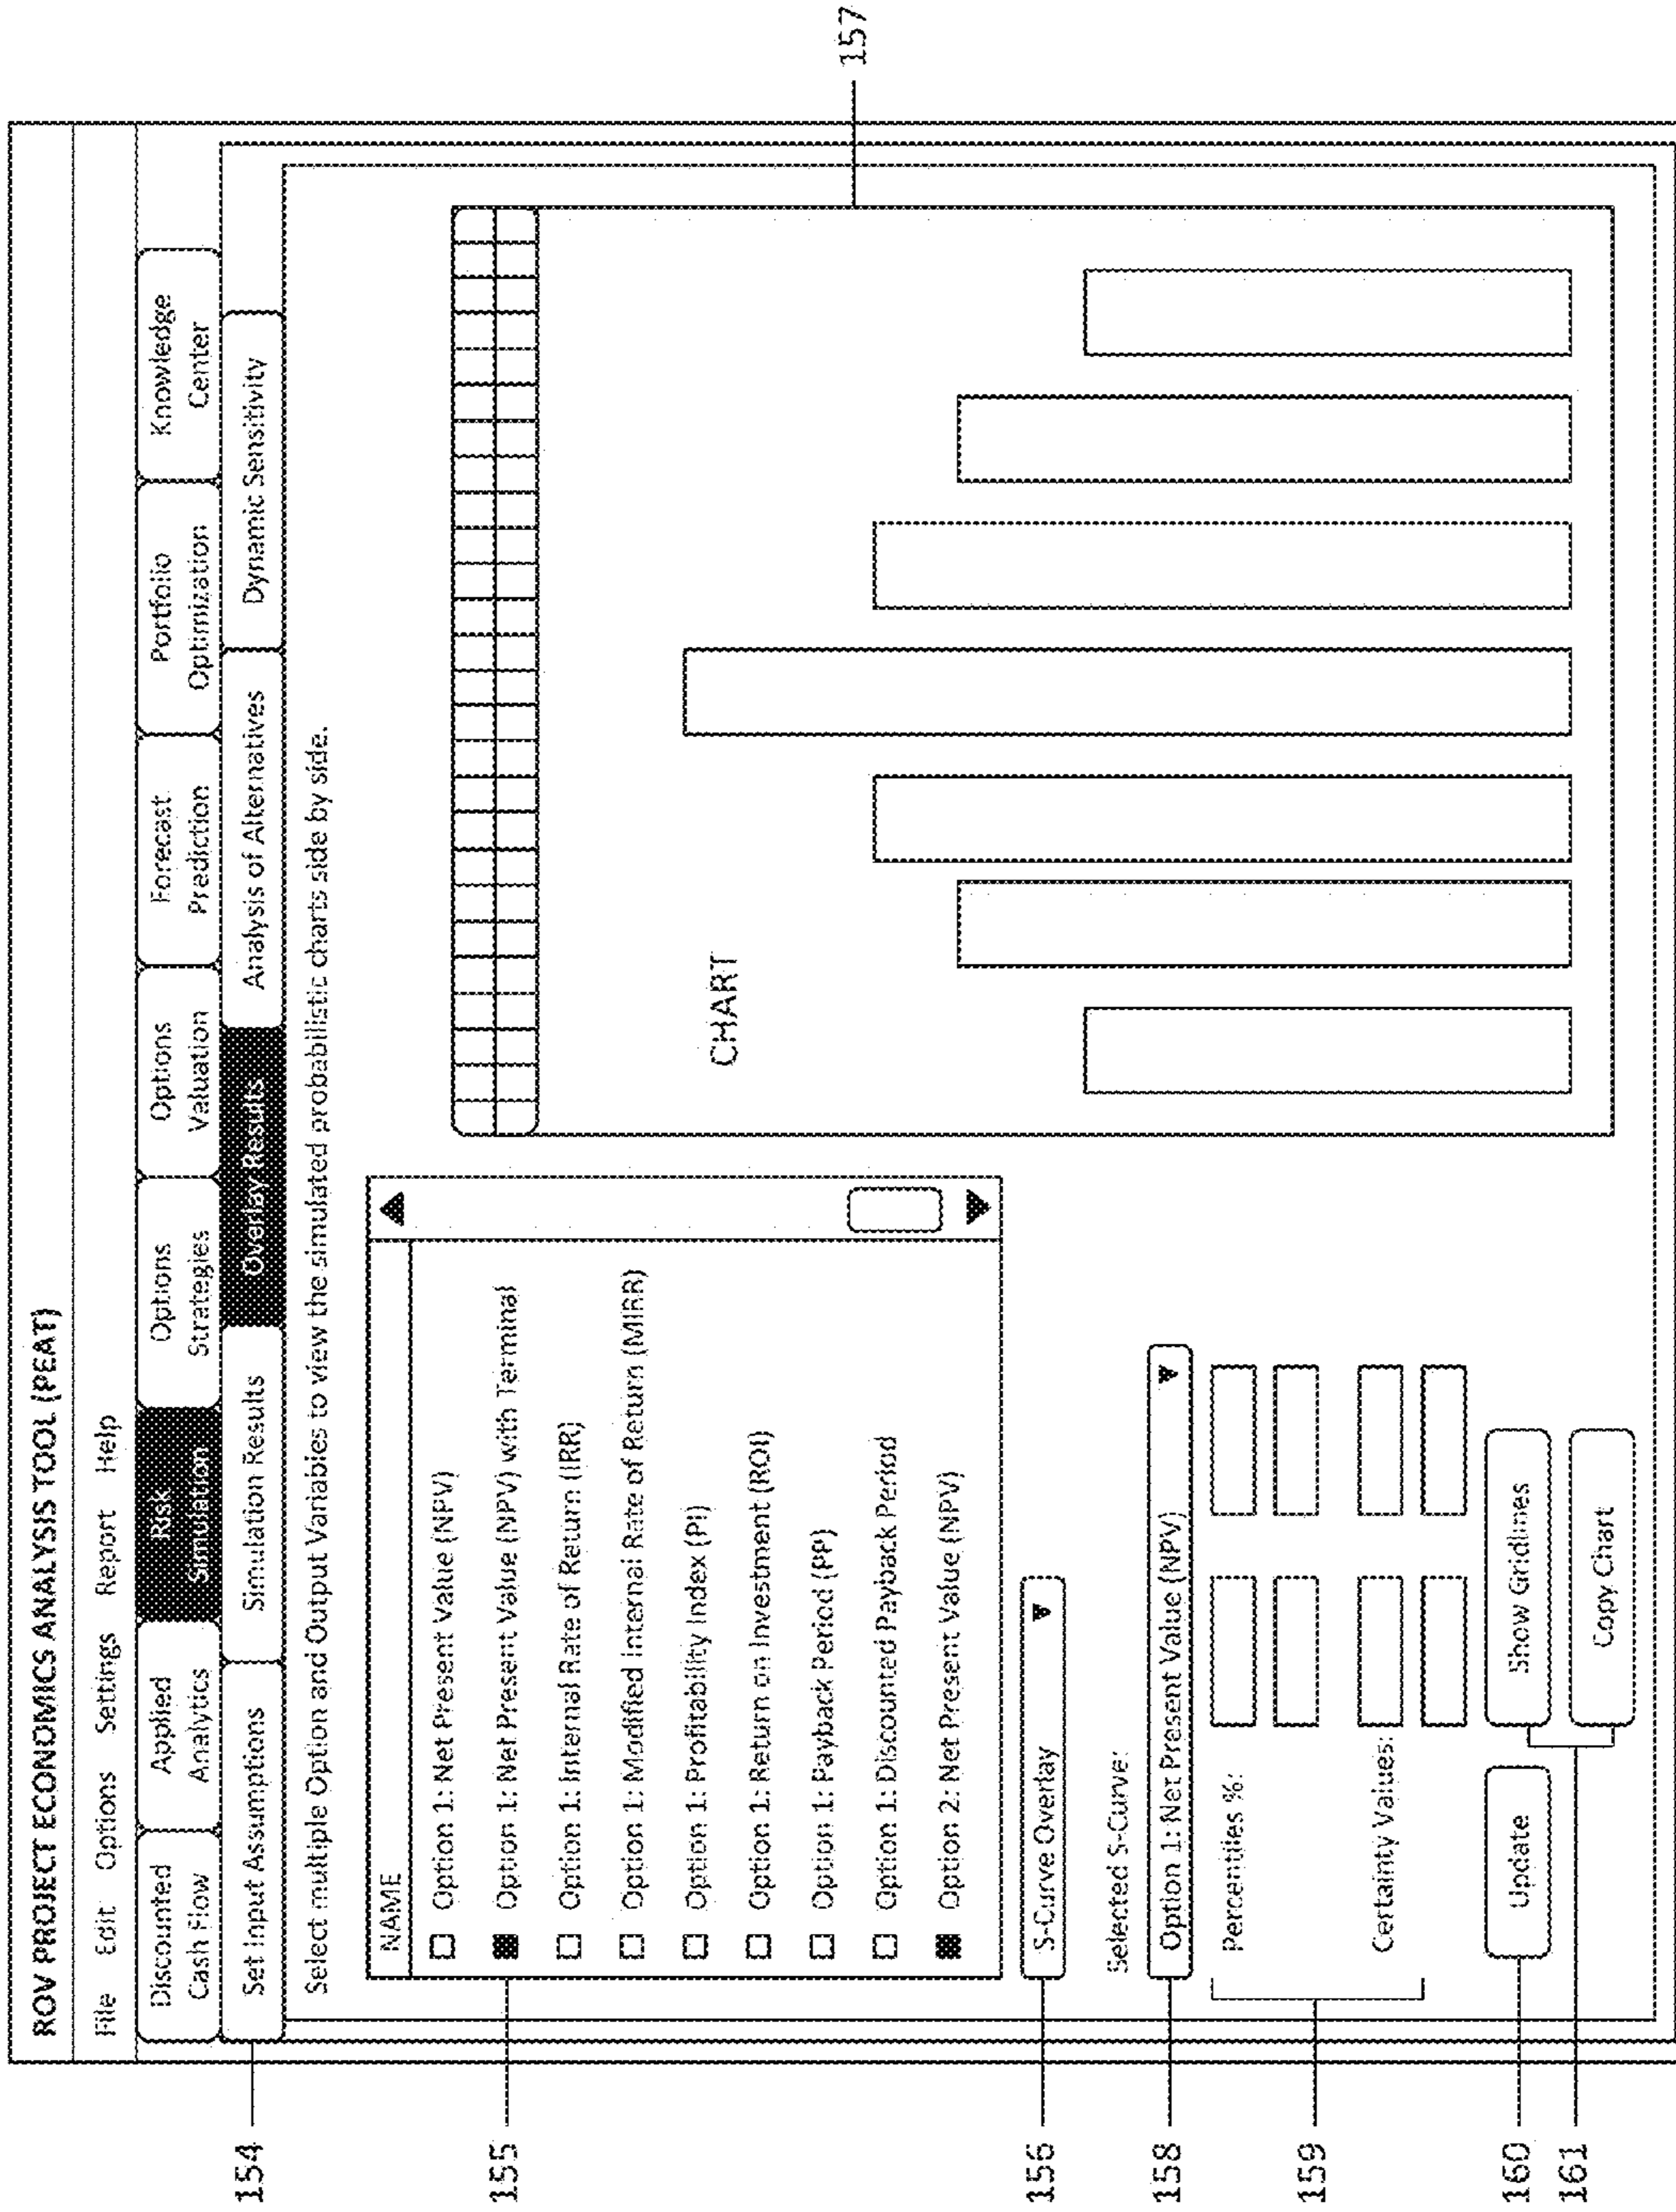 ROV PROJECT ECONOMICS ANALYSIS TOOL (PEAT)
File Edit Options Settings Report Help
Discounted Cash Flow
Applied Analytics
Risk Simulation
Options Strategies
Options Valuation
Forecast Prediction
Portfolio Optimization
Knowledge Center
Set Input Assumptions
Simulation Results
Overlay Results
Analysis of Alternatives
Dynamic Sensitivity
Select multiple Option and Output Variables to view the simulated probabilistic charts side by side.
NAME
Option 1: Net Present Value (NPV)
Option 1: Net Present Value (NPV) with Terminal
Option 1: Internal Rate of Return (IRR)
Option 1: Modified Internal Rate of Return (MIRR)
Option 1: Profitability Index (PI)
Option 1: Return on Investment (ROI)
Option 1: Payback Period (PP)
Option 1: Discounted Payback Period
Option 2: Net Present Value (NPV)
S-Curve Overlay
Selected S-Curve:
Option 1: Net Present Value (NPV)
Percentiles %:
Certainty Values:
Update
Show Gridlines
Copy Chart
CHART
154
155
156
157
158
159
160
161